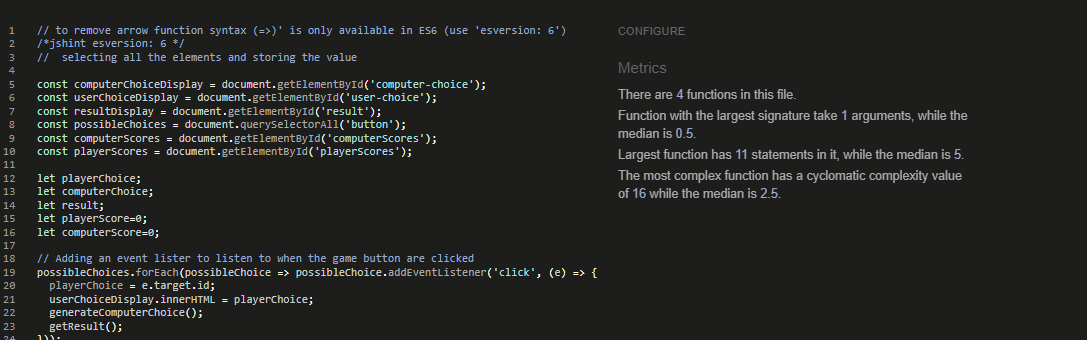 1 // to remove arrow function syntax (=>)' is only available in ES6 (use 'esversion: 6')
2 /*jshint esversion: 6 */
3 //  selecting all the elements and storing the value
4
5 const computerChoiceDisplay = document.getElementById('computer-choice');
6 const userChoiceDisplay = document.getElementById('user-choice');
7 const resultDisplay = document.getElementById('result');
8 const possibleChoices = document.querySelectorAll('button');
9 const computerScores = document.getElementById('computerScores');
10 const playerScores = document.getElementById('playerScores');
11
12 let playerChoice;
13 let computerChoice;
14 let result;
15 let playerScore=0;
16 let computerScore=0;
17
18 // Adding an event lister to listen to when the game button are clicked
19 possibleChoices.forEach(possibleChoice => possibleChoice.addEventListener('click', (e) => {
20   playerChoice = e.target.id;
21   userChoiceDisplay.innerHTML = playerChoice;
22   generateComputerChoice();
23   getResult();
24 }));
CONFIGURE
Metrics
There are 4 functions in this file.
Function with the largest signature take 1 arguments, while the
median is 0.5.
Largest function has 11 statements in it, while the median is 5.
The most complex function has a cyclomatic complexity value
of 16 while the median is 2.5.